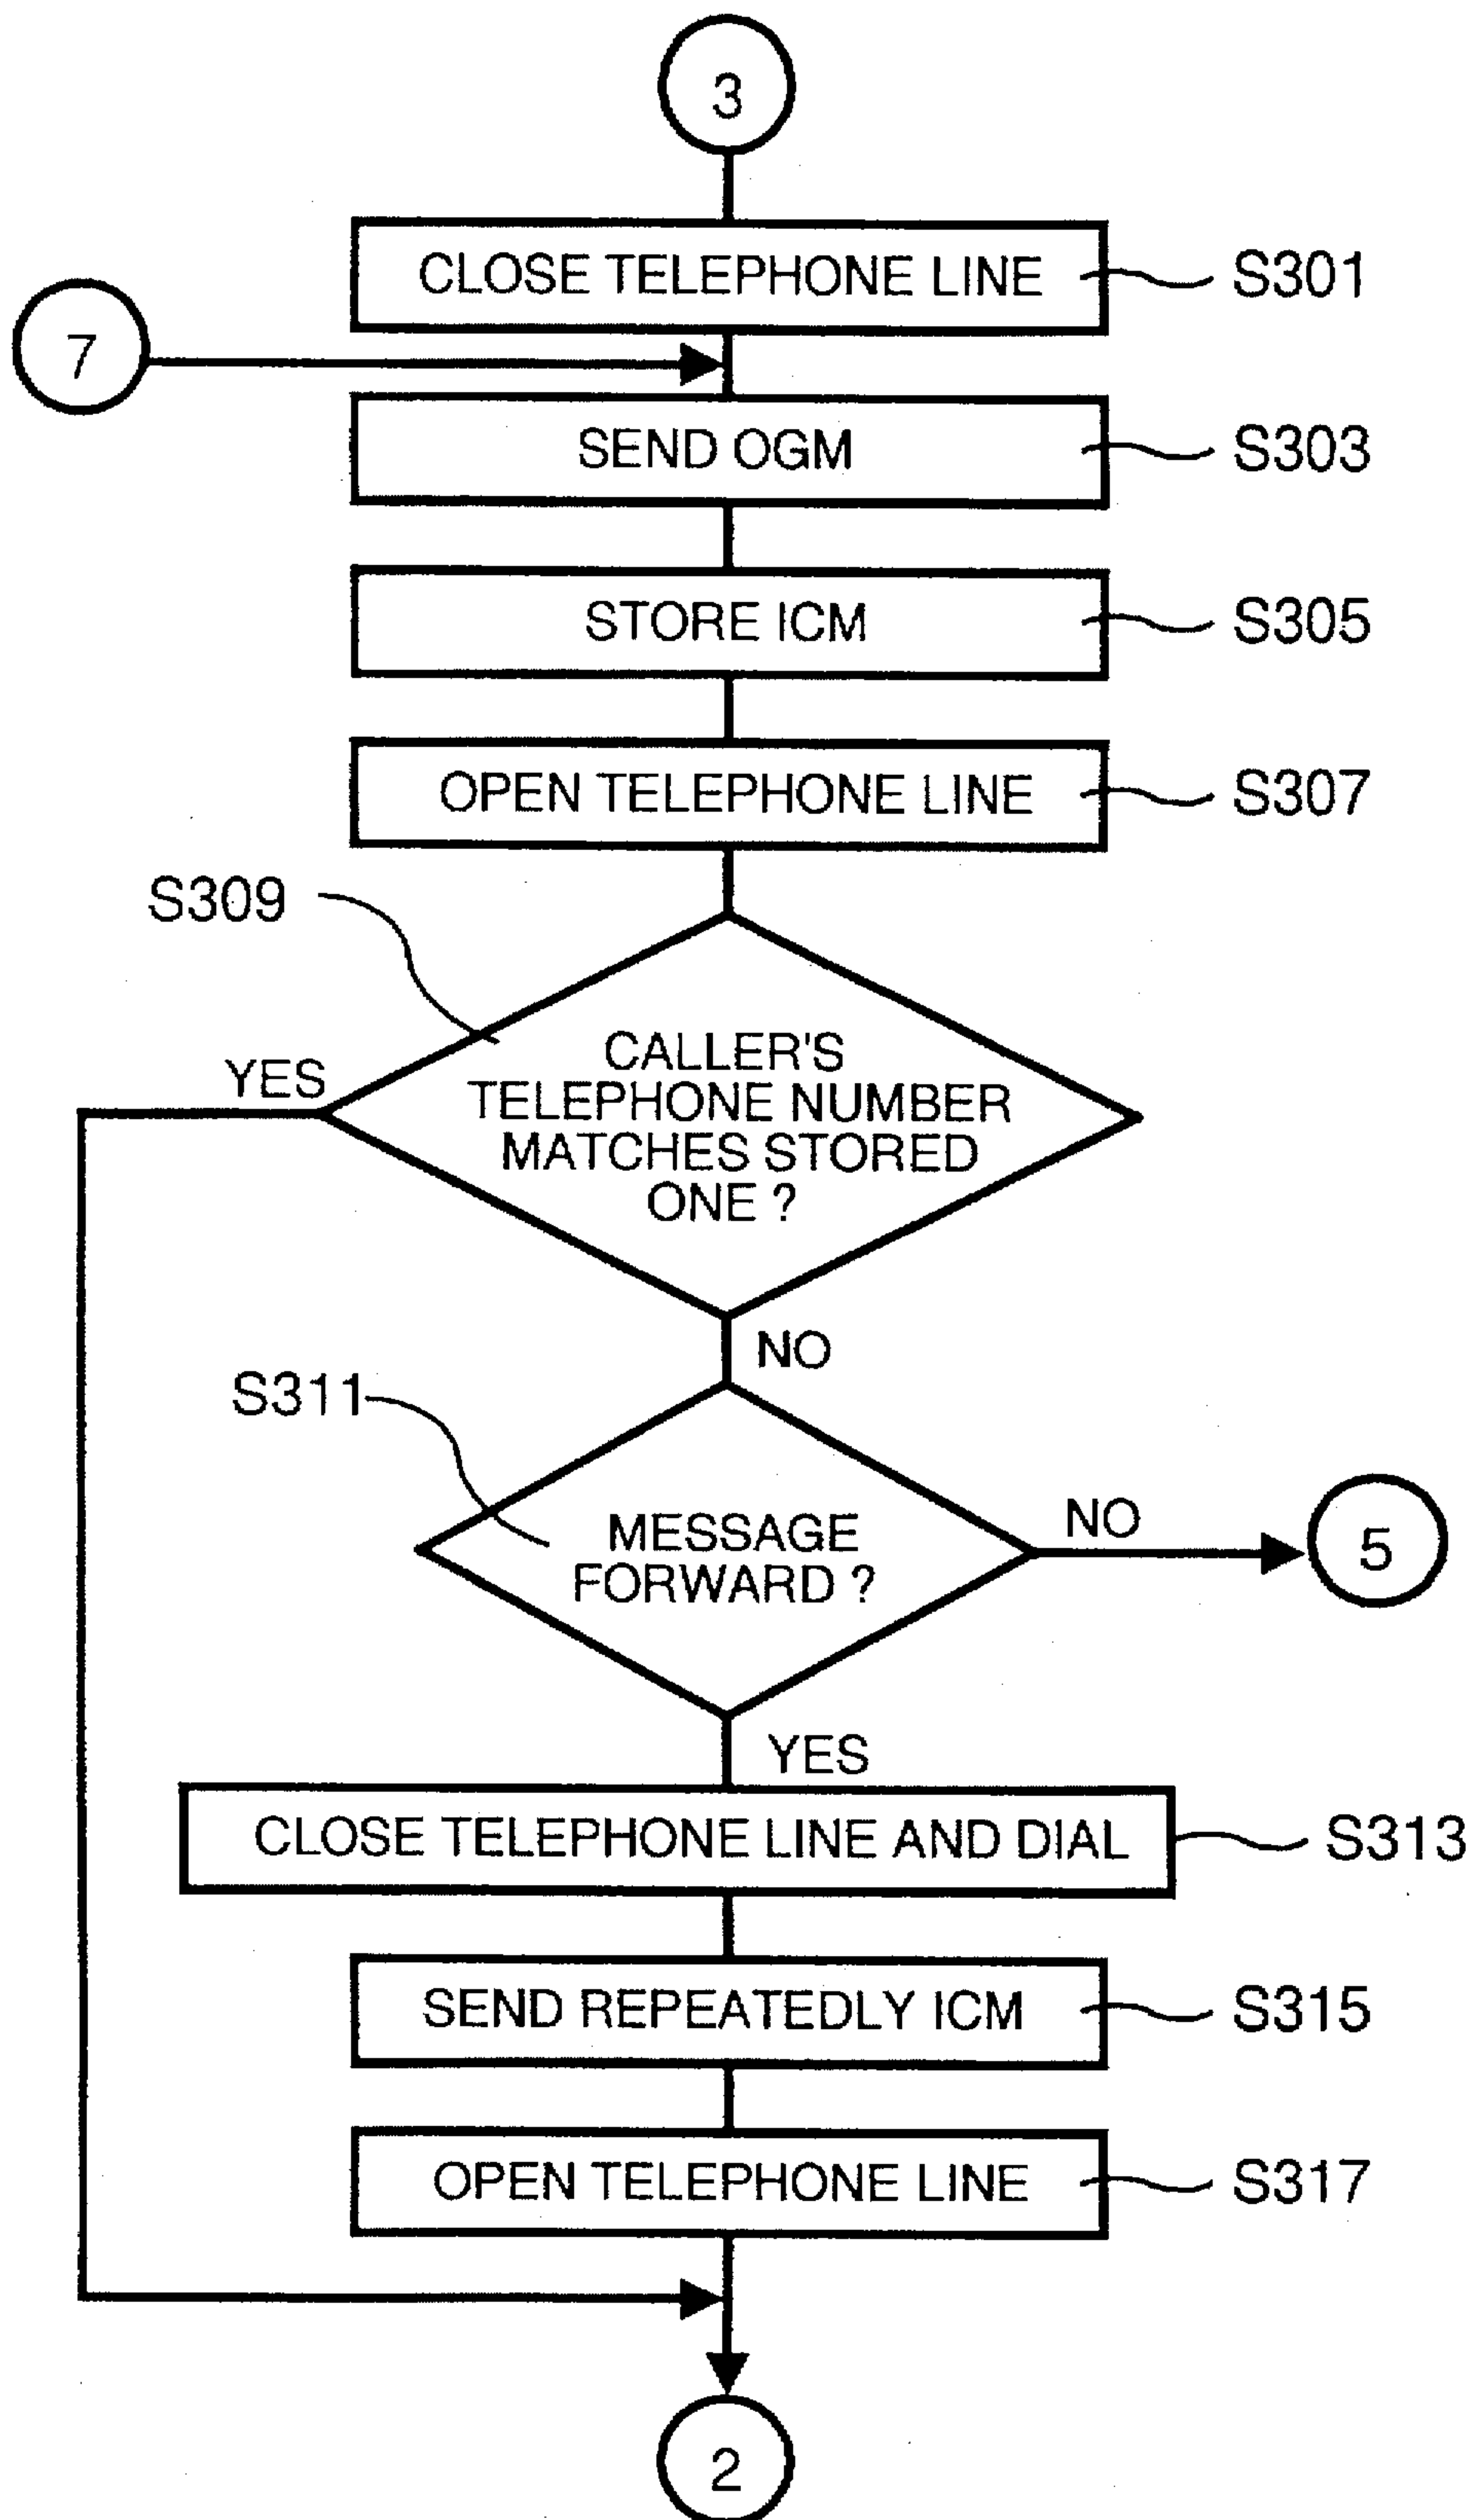 3
CLOSE TELEPHONE LINE
S301
7
SEND OGM
S303
STORE ICM
S305
OPEN TELEPHONE LINE
S307
S309
YES
CALLER'S
TELEPHONE NUMBER
MATCHES STORED
ONE ?
NO
S311
MESSAGE
FORWARD ?
NO
5
YES
CLOSE TELEPHONE LINE AND DIAL
S313
SEND REPEATEDLY ICM
S315
OPEN TELEPHONE LINE
S317
2